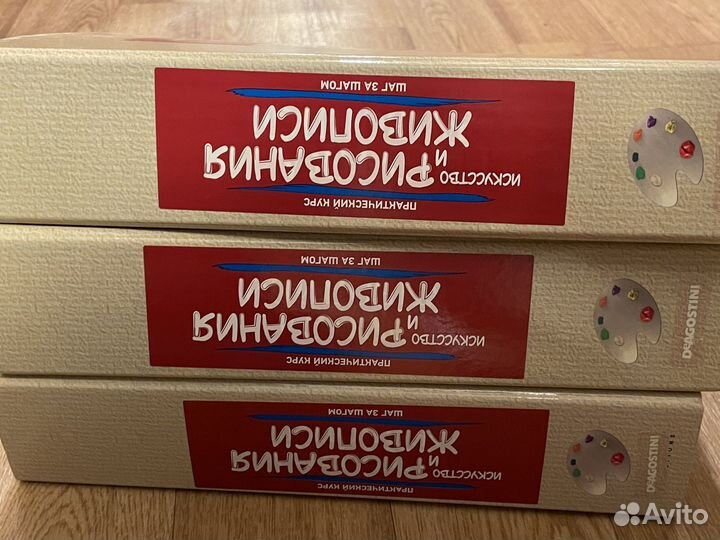 ПРАКТИЧЕСКИЙ КУРС
ИСКУССТВО РИСОВАНИЯ
И
ЖИВОПИСИ
ШАГ ЗА ШАГОМ
ПРАКТИЧЕСКИЙ КУРС
ИСКУССТВО РИСОВАНИЯ
И
ЖИВОПИСИ
ШАГ ЗА ШАГОМ
DeAGOSTINI
ПРАКТИЧЕСКИЙ КУРС
ИСКУССТВО РИСОВАНИЯ
И
ЖИВОПИСИ
ШАГ ЗА ШАГОМ
DeAGOSTINI
Avito